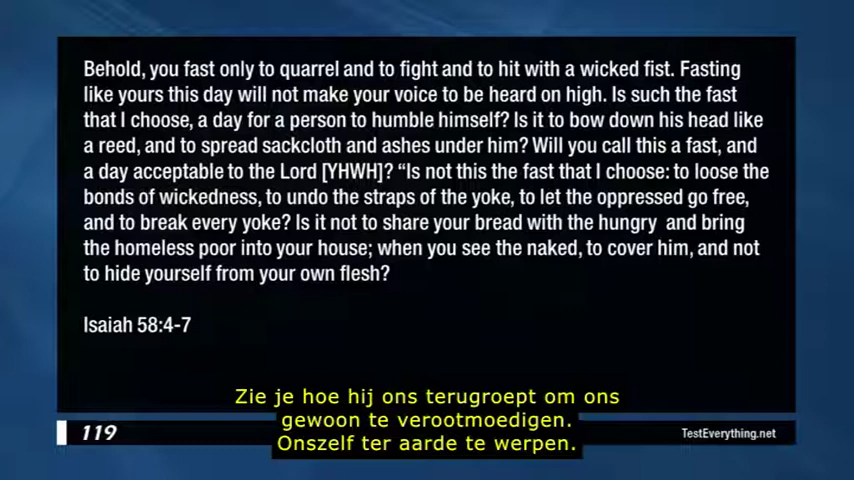 Behold, you fast only to quarrel and to fight and to hit with a wicked fist. Fasting
like yours this day will not make your voice to be heard on high. Is such the fast
that I choose, a day for a person to humble himself? Is it to bow down his head like
a reed, and to spread sackcloth and ashes under him? Will you call this a fast, and
a day acceptable to the Lord [YHWH]? “Is not this the fast that I choose: to loose the
bonds of wickedness, to undo the straps of the yoke, to let the oppressed go free,
and to break every yoke? Is it not to share your bread with the hungry and bring
the homeless poor into your house; when you see the naked, to cover him, and not
to hide yourself from your own flesh?
Isaiah 58:4-7
Zie je hoe hij ons terugroept om ons
gewoon te verootmoedigen.
Onszelf ter aarde te werpen.
119
TestEverything.net